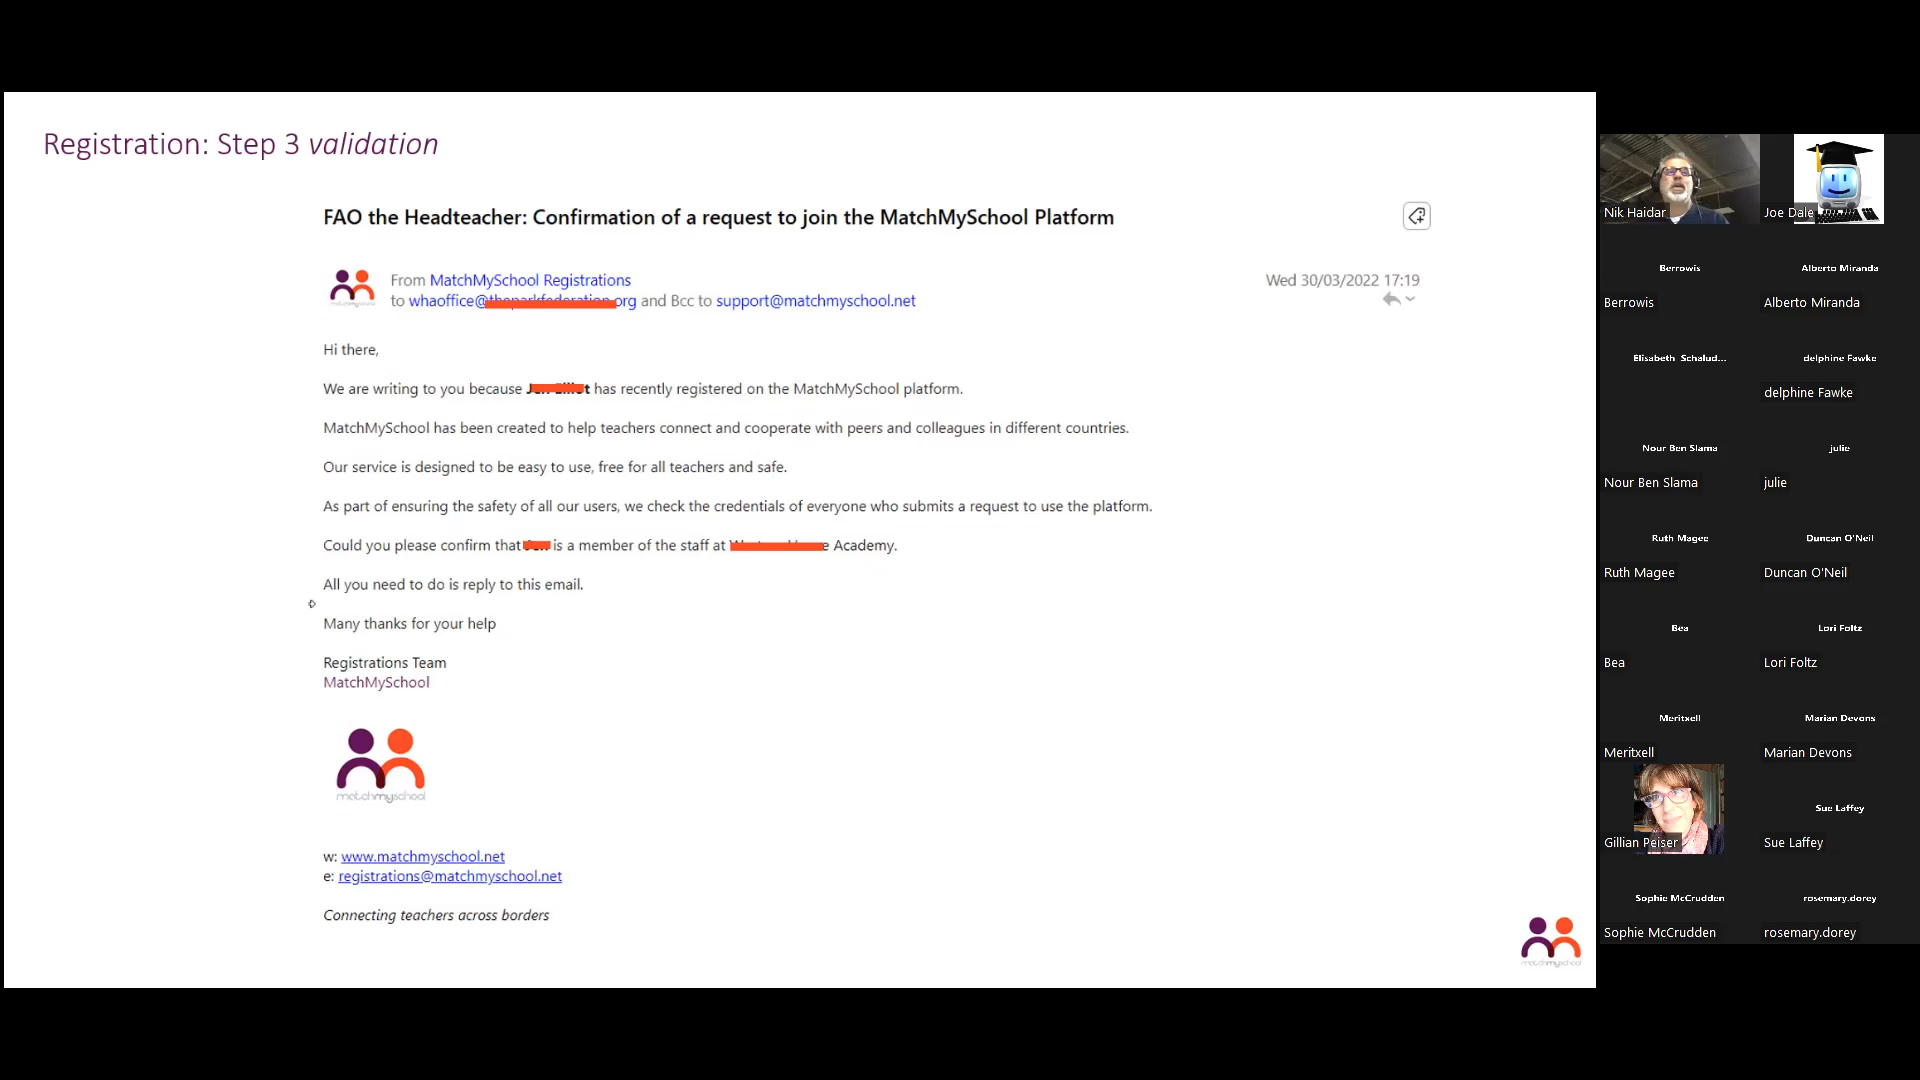 Registration: Step 3 validation
FAO the Headteacher: Confirmation of a request to join the MatchMySchool Platform
From MatchMySchool Registrations
Wed 30/03/2022 17:19
to whaoffice@ org and Bcc to support@matchmyschool.net
Hi there,
We are writing to you because has recently registered on the MatchMySchool platform.
MatchMySchool has been created to help teachers connect and cooperate with peers and colleagues in different countries.
Our service is designed to be easy to use, free for all teachers and safe.
As part of ensuring the safety of all our users, we check the credentials of everyone who submits a request to use the platform.
Could you please confirm that is a member of the staff at Academy.
All you need to do is reply to this email.
Many thanks for your help
Registrations Team
MatchMySchool
matchmyschool
w: www.matchmyschool.net
e: registrations@matchmyschool.net
Connecting teachers across borders
matchmyschool
Nik Haidar
Joe Dale
Berrowis
Alberto Miranda
Berrowis
Alberto Miranda
Elisabeth Schalud...
delphine Fawke
delphine Fawke
Nour Ben Slama
julie
Nour Ben Slama
julie
Ruth Magee
Duncan O'Neil
Ruth Magee
Duncan O'Neil
Bea
Lori Foltz
Bea
Lori Foltz
Meritxell
Marian Devons
Meritxell
Marian Devons
Sue Laffey
Gillian Peiser
Sue Laffey
Sophie McCrudden
rosemary.dorey
Sophie McCrudden
rosemary.dorey